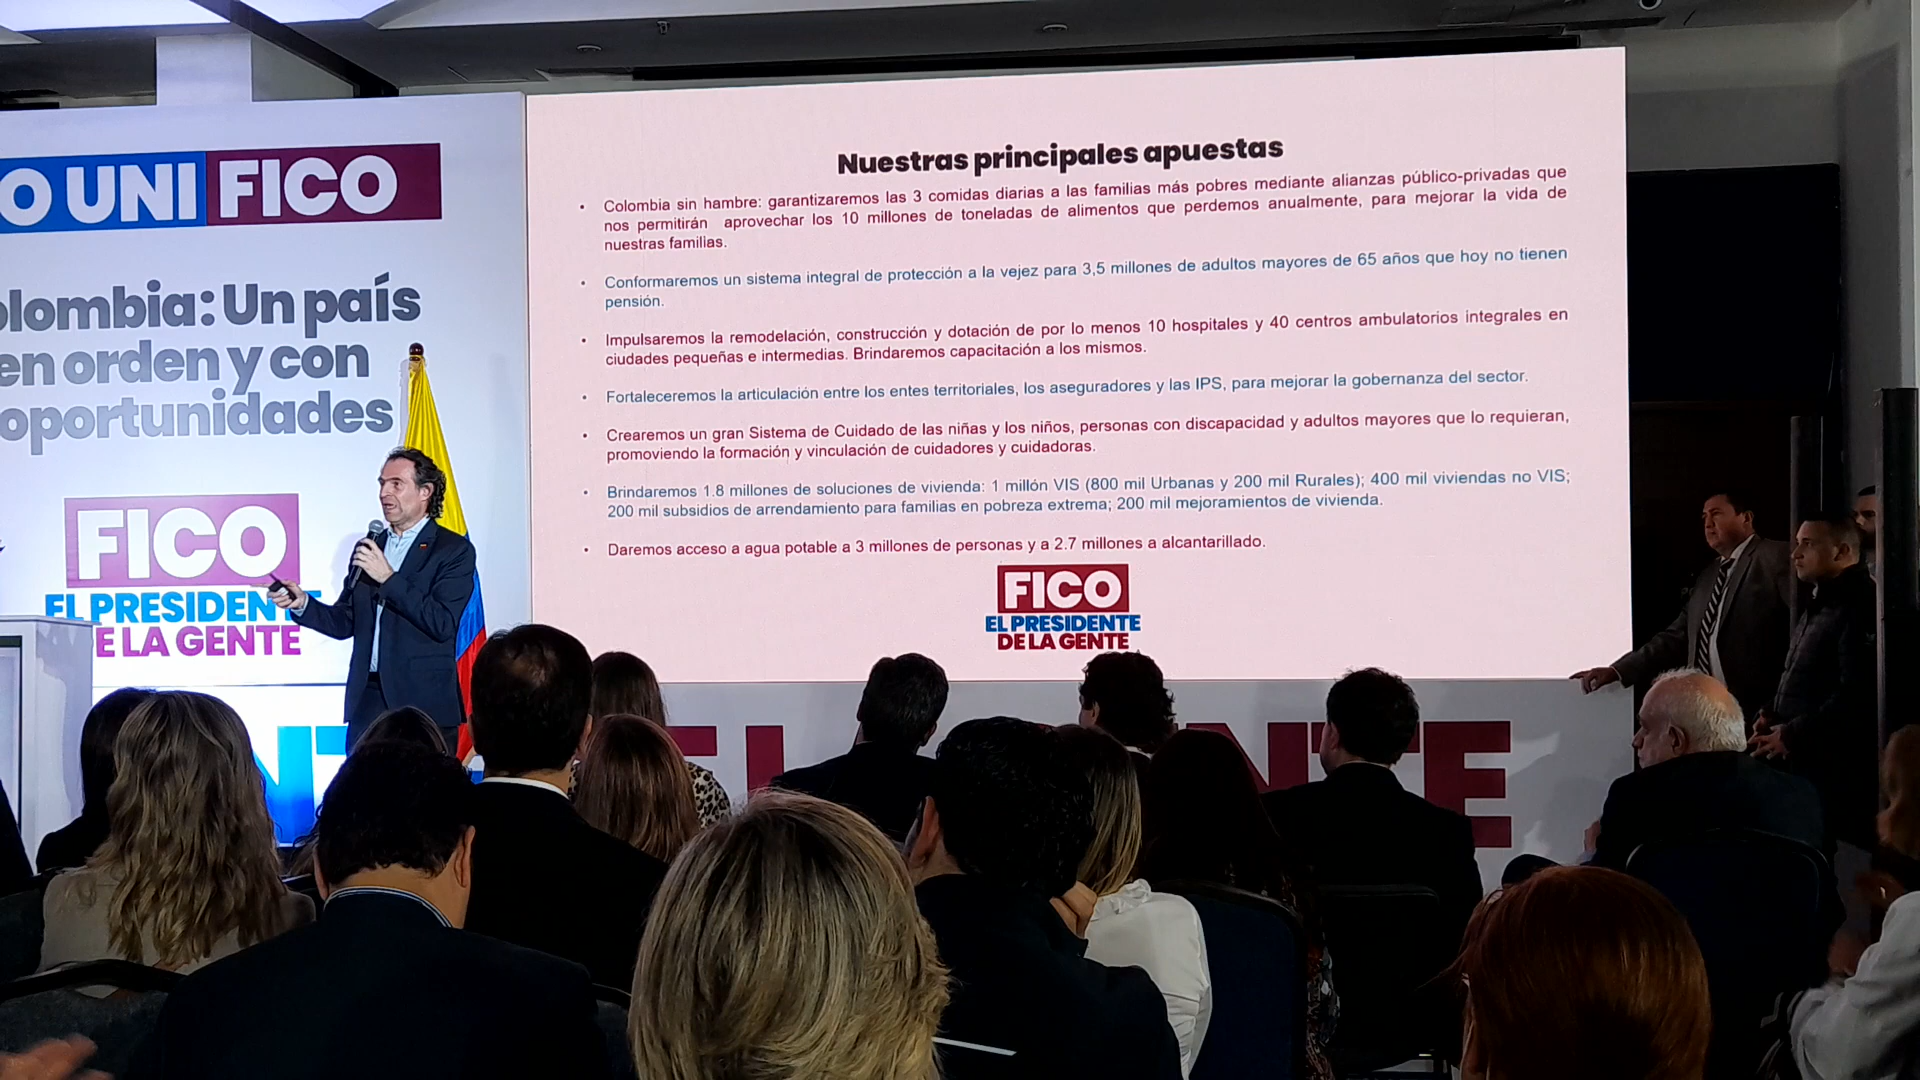 O UNI FICO
lombia: Un país
en orden y con
oportunidades
FICO
EL PRESIDENT
DE LA GENTE
Nuestras principales apuestas
• Colombia sin hambre: garantizaremos las 3 comidas diarias a las familias más pobres mediante alianzas público-privadas que
nos permitirán aprovechar los 10 millones de toneladas de alimentos que perdemos anualmente, para mejorar la vida de
nuestras familias.
• Conformaremos un sistema integral de protección a la vejez para 3,5 millones de adultos mayores de 65 años que hoy no tienen
pensión.
• Impulsaremos la remodelación, construcción y dotación de por lo menos 10 hospitales y 40 centros ambulatorios integrales en
ciudades pequeñas e intermedias. Brindaremos capacitación a los mismos.
• Fortaleceremos la articulación entre los entes territoriales, los aseguradores y las IPS, para mejorar la gobernanza del sector.
• Crearemos un gran Sistema de Cuidado de las niñas y los niños, personas con discapacidad y adultos mayores que lo requieran,
promoviendo la formación y vinculación de cuidadores y cuidadoras.
• Brindaremos 1.8 millones de soluciones de vivienda: 1 millón VIS (800 mil Urbanas y 200 mil Rurales); 400 mil viviendas no VIS;
200 mil subsidios de arrendamiento para familias en pobreza extrema; 200 mil mejoramientos de vivienda.
• Daremos acceso a agua potable a 3 millones de personas y a 2.7 millones a alcantarillado.
FICO
EL PRESIDENTE
DE LA GENTE